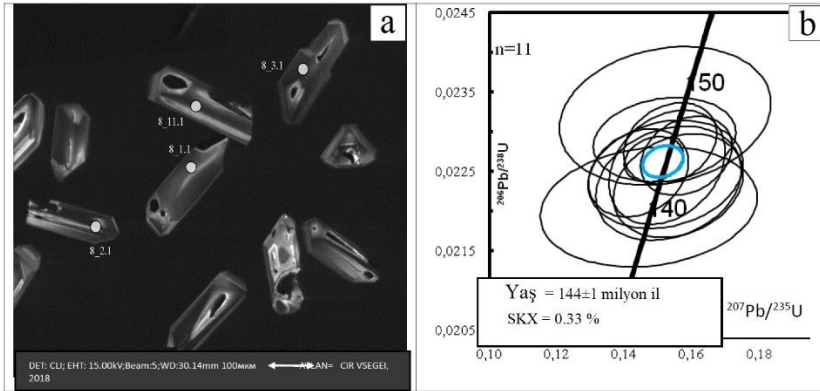 a
8_3.1
8_11.1
8_1.1
8_2.1
DET: CLI; EHT: 15.00kV;Beam:5;WD:30.14mm 100мкм CIR VSEGEI,
2018
b
0,0245
n=11
150
0,0235
206Pb/238U
0,0225
140
0,0215
Yaş = 144±1 milyon il
SKX = 0.33 %
207Pb/235U
0,0205
0,10 0,12 0,14 0,16 0,18